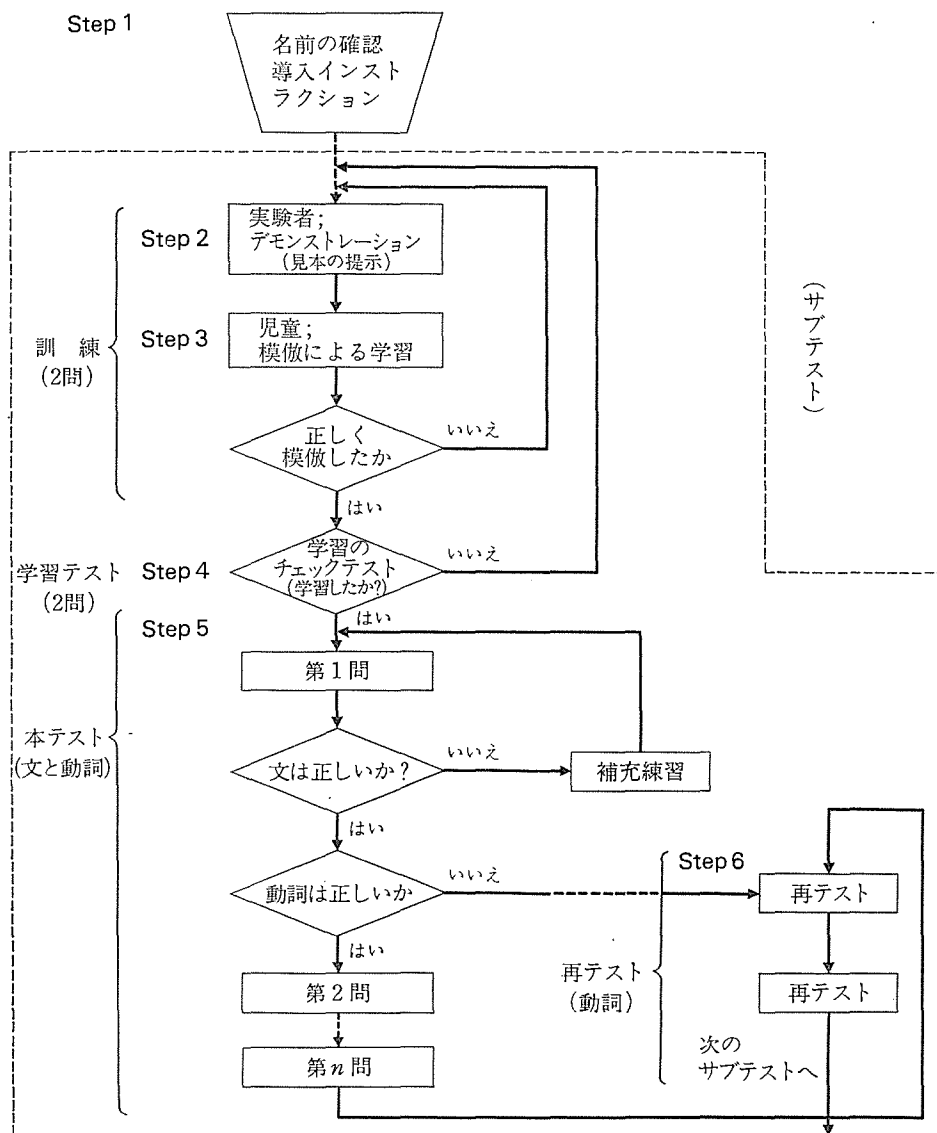 Step 1
名前の確認
導入インスト
ラクション
訓 練
(2問)
Step 2
実験者;
デモンストレーション
(見本の提示)
Step 3
児童;
模倣による学習
正しく
模倣したか
いいえ
はい
(サブテスト)
学習テスト
(2問)
Step 4
学習の
チェックテスト
(学習したか?)
いいえ
はい
Step 5
本テスト
(文と動詞)
第1問
文は正しいか?
いいえ
補充練習
はい
動詞は正しいか
いいえ
はい
第2問
第n問
Step 6
再テスト
(動詞)
再テスト
再テスト
次の
サブテストへ